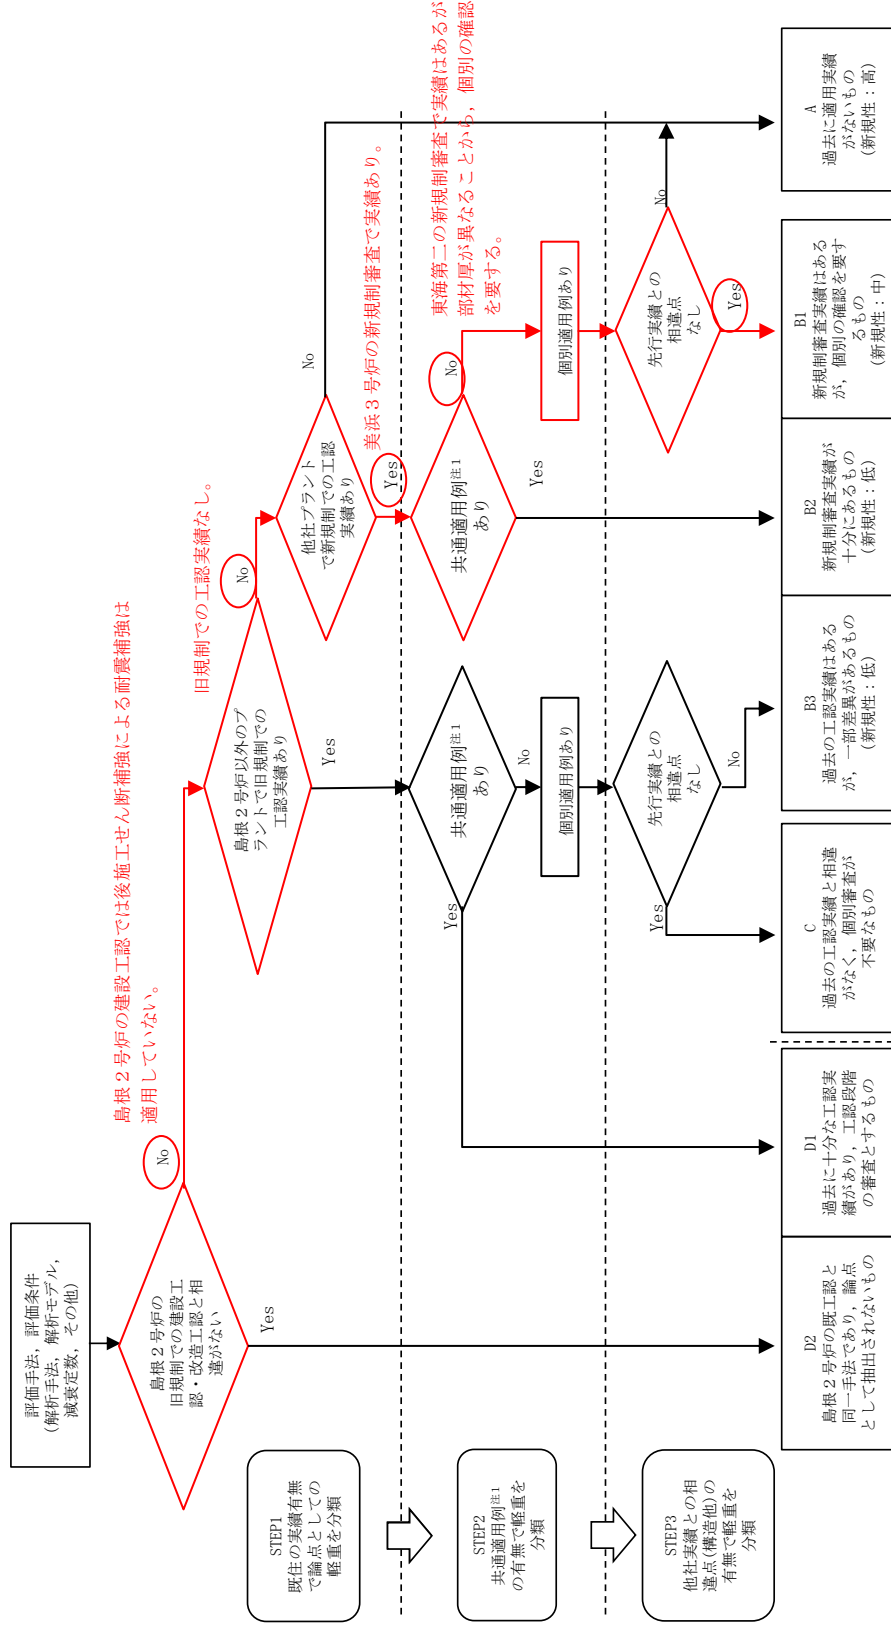 評価手法，評価条件
(解析手法，解析モデル，
減衰定数，その他)
島根２号炉の
旧規制での建設工
認・改造工認と相
違がない
No
Yes
島根２号炉の建設工認では後施工せん断補強による耐震補強は
適用していない。
島根２号炉以外のプ
ラントで旧規制での
工認実績あり
No
Yes
旧規制での工認実績なし。
他社プラント
で新規制での工認
実績あり
No
Yes
美浜３号炉の新規制審査で実績あり。
STEP1
既往の実績有無
で論点としての
軽重を分類
STEP2
共通適用例注１
の有無で軽重を
分類
STEP3
他社実績との相
違点(構造他)の
有無で軽重を
分類
共通適用例注１
あり
Yes
No
個別適用例あり
先行実績との
相違点
なし
Yes
No
共通適用例注１
あり
No
Yes
東海第二の新規制審査で実績はあるが
部材厚が異なることから，個別の確認
を要する。
個別適用例あり
先行実績との
相違点
なし
No
Yes
D2
島根２号炉の既工認と
同一手法であり，論点
として抽出されないもの
D1
過去に十分な工認実
績があり，工認段階
の審査とするもの
C
過去の工認実績と相違
がなく，個別審査が
不要なもの
B3
過去の工認実績はある
が，一部差異があるもの
(新規性：低)
B2
新規制審査実績が
十分にあるもの
(新規性：低)
B1
新規制審査実績はある
が，個別の確認を要す
るもの
(新規性：中)
A
過去に適用実績
がないもの
(新規性：高)